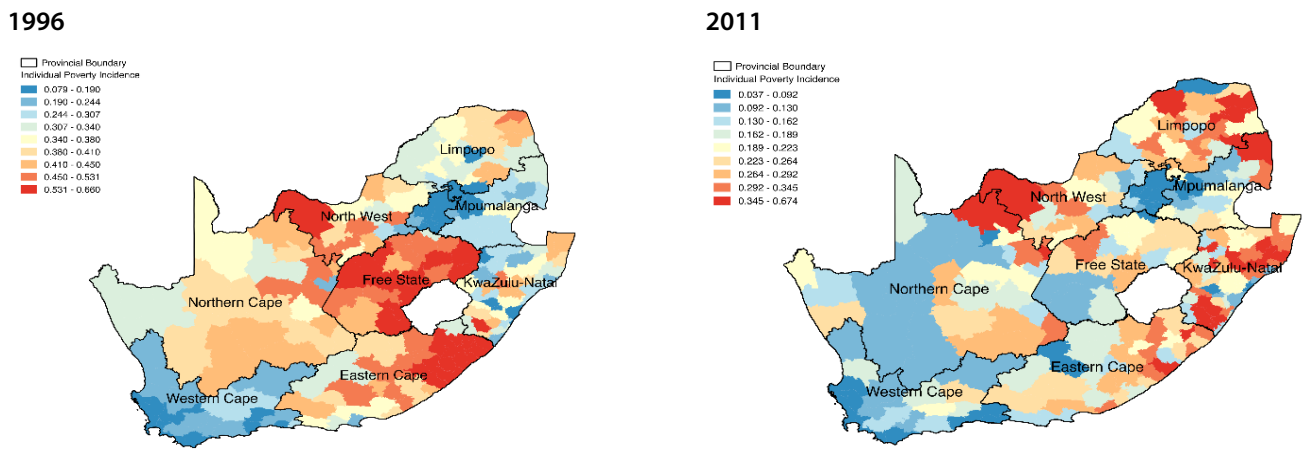 1996
Provincial Boundary
Individual Poverty Incidence
0.079 - 0.190
0.190 - 0.244
0.244 - 0.307
0.307 - 0.340
0.340 - 0.380
0.380 - 0.410
0.410 - 0.450
0.450 - 0.531
0.531 - 0.660
Limpopo
Mpumalanga
North West
Free State
KwaZulu-Natal
Northern Cape
Eastern Cape
Western Cape
2011
Provincial Boundary
Individual Poverty Incidence
0.037 - 0.092
0.092 - 0.130
0.130 - 0.162
0.162 - 0.189
0.189 - 0.223
0.223 - 0.264
0.264 - 0.292
0.292 - 0.345
0.345 - 0.674
Limpopo
Mpumalanga
North West
Free State
KwaZulu-Natal
Northern Cape
Eastern Cape
Western Cape